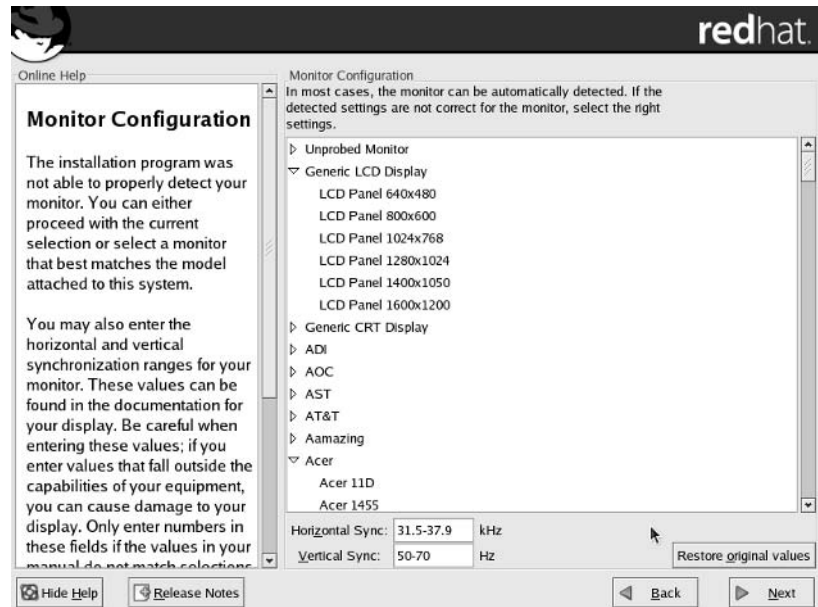 redhat.
Online Help
Monitor Configuration
The installation program was
not able to properly detect your
monitor. You can either
proceed with the current
selection or select a monitor
that best matches the model
attached to this system.
You may also enter the
horizontal and vertical
synchronization ranges for your
monitor. These values can be
found in the documentation for
your display. Be careful when
entering these values; if you
enter values that fall outside the
capabilities of your equipment,
you can cause damage to your
display. Only enter numbers in
these fields if the values in your
manual do not match selections
Monitor Configuration
In most cases, the monitor can be automatically detected. If the
detected settings are not correct for the monitor, select the right
settings.
Unprobed Monitor
Generic LCD Display
LCD Panel 640x480
LCD Panel 800x600
LCD Panel 1024x768
LCD Panel 1280x1024
LCD Panel 1400x1050
LCD Panel 1600x1200
Generic CRT Display
ADI
AOC
AST
AT&T
Aamazing
Acer
Acer 11D
Acer 1455
Horizontal Sync: 31.5-37.9 kHz
Vertical Sync: 50-70 Hz
Restore original values
Hide Help
Release Notes
Back
Next